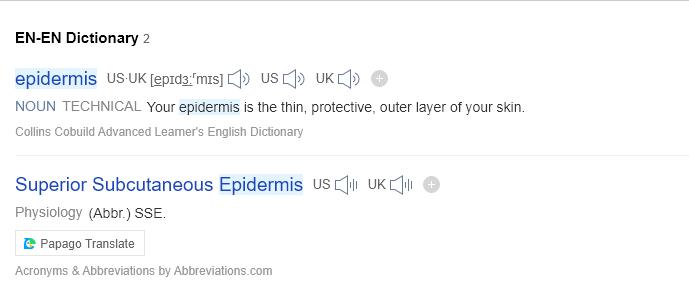 EN-EN Dictionary 2
epidermis US·UK [epɪdɜːʳmɪs] US UK
NOUN TECHNICAL Your epidermis is the thin, protective, outer layer of your skin.
Collins Cobuild Advanced Learner's English Dictionary
Superior Subcutaneous Epidermis US UK
Physiology (Abbr.) SSE.
Papago Translate
Acronyms & Abbreviations by Abbreviations.com